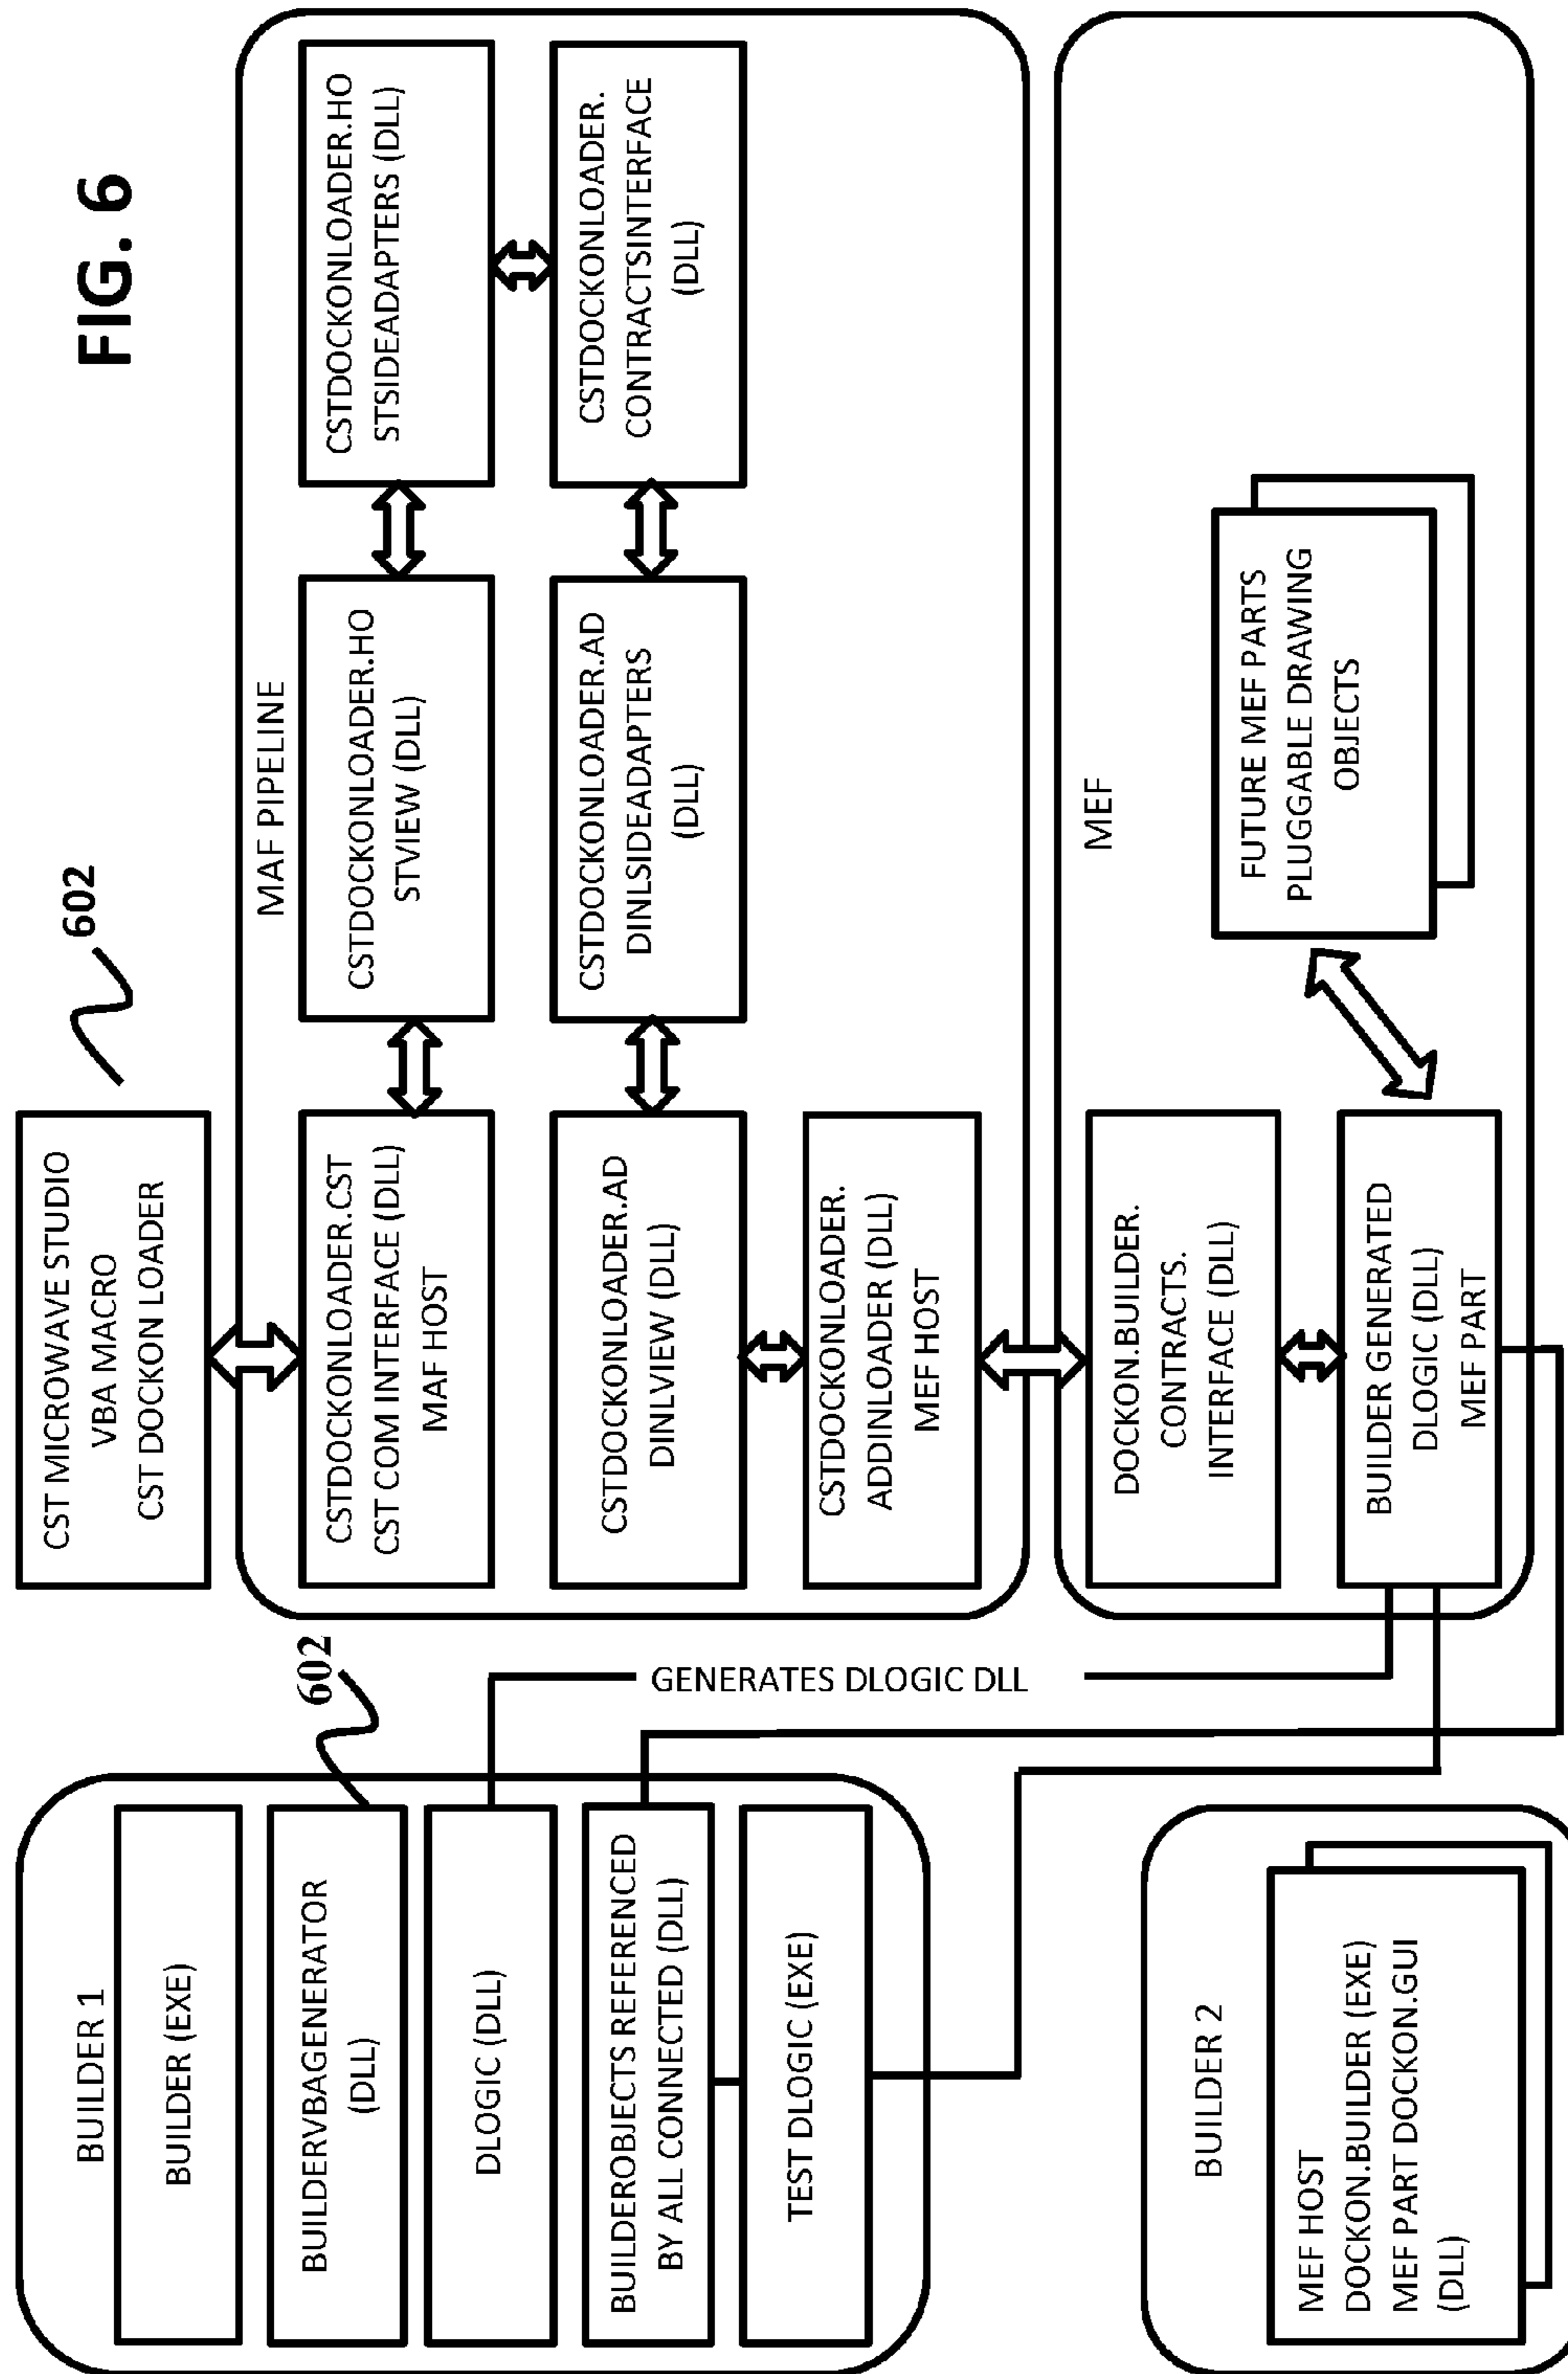 FIG. 6
BUILDER 1
BUILDER (EXE)
BUILDERVBAGENERATOR
(DLL)
602
DLOGIC (DLL)
BUILDEROBJECTS REFERENCED
BY ALL CONNECTED (DLL)
TEST DLOGIC (EXE)
GENERATES DLOGIC DLL
BUILDER 2
MEF HOST
DOCKON.BUILDER (EXE)
MEF PART DOCKON.GUI
(DLL)
CST MICROWAVE STUDIO
VBA MACRO
CST DOCKON LOADER
602
MAF PIPELINE
CSTDOCKONLOADER.CST
CST COM INTERFACE (DLL)
MAF HOST
CSTDOCKONLOADER.HO
STVIEW (DLL)
CSTDOCKONLOADER.HO
STSIDEADAPTERS (DLL)
CSTDOCKONLOADER.AD
DINLVIEW (DLL)
CSTDOCKONLOADER.AD
DINLSIDEADAPTERS
(DLL)
CSTDOCKONLOADER.
CONTRACTSINTERFACE
(DLL)
CSTDOCKONLOADER.
ADDINLOADER (DLL)
MEF HOST
MEF
DOCKON.BUILDER.
CONTRACTS.
INTERFACE (DLL)
BUILDER GENERATED
DLOGIC (DLL)
MEF PART
FUTURE MEF PARTS
PLUGGABLE DRAWING
OBJECTS